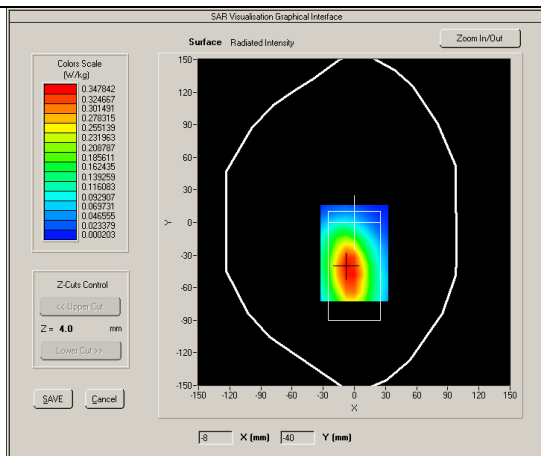 SAR Visualisation Graphical Interface
Surface Radiated Intensity
Zoom In/Out
Colors Scale
(W/kg)
0.347842
0.324667
0.301491
0.278315
0.255139
0.231963
0.208787
0.185611
0.162435
0.139259
0.116083
0.092907
0.069731
0.046555
0.023379
0.000203
Z-Cuts Control
<< Upper Cut
Z = 4.0 mm
Lower Cut >>
SAVE
Cancel
150
120
90
60
30
0
-30
-60
-90
-120
-150
Y
-150 -120 -90 -60 -30 0 30 60 90 120 150
X
-8 X (mm) -40 Y (mm)